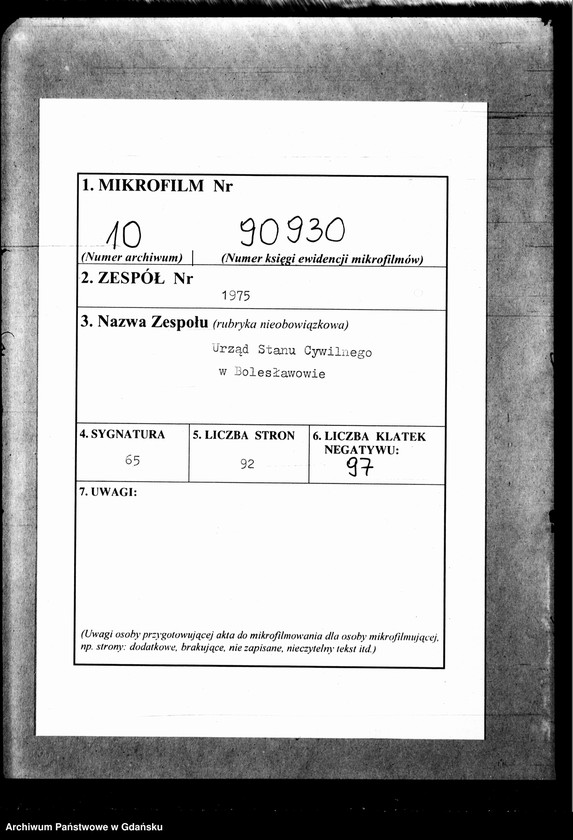 1. MIKROFILM Nr
10 90930
(Numer archiwum) (Numer księgi ewidencji mikrofilmów)
2. ZESPÓŁ Nr
1975
3. Nazwa Zespołu (rubryka nieobowiązkowa)
Urząd Stanu Cywilnego
w Bolesławowie
4. SYGNATURA
65
5. LICZBA STRON
92
6. LICZBA KLATEK
NEGATYWU:
97
7. UWAGI:
(Uwagi osoby przygotowującej akta do mikrofilmowania dla osoby mikrofilmującej.
np. strony: dodatkowe, brakujące, nie zapisane, nieczytelny tekst itd.)
Archiwum Państwowe w Gdańsku